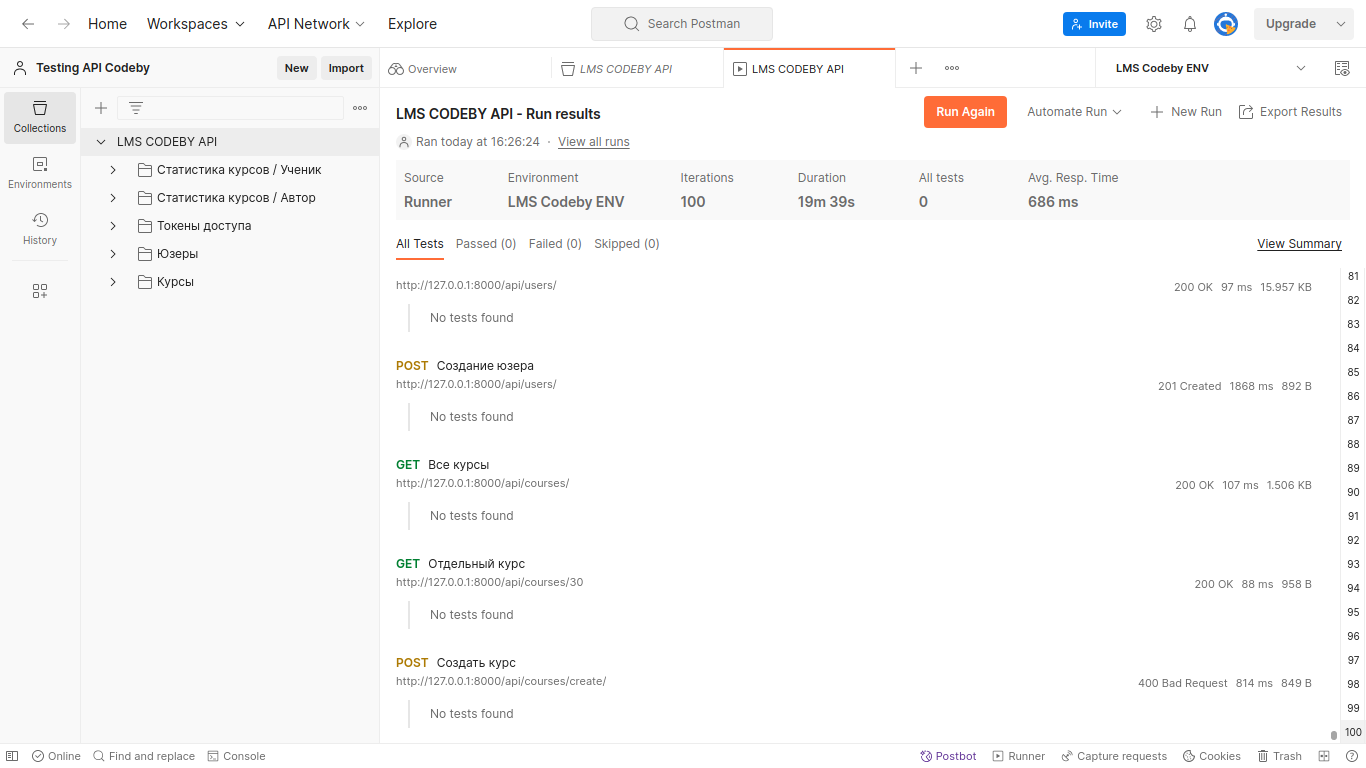 Home Workspaces API Network Explore Search Postman Invite Upgrade
Testing API Codeby New Import Overview LMS CODEBY API LMS CODEBY API LMS Codeby ENV
Collections
Environments
History
LMS CODEBY API
Статистика курсов / Ученик
Статистика курсов / Автор
Токены доступа
Юзеры
Курсы
LMS CODEBY API - Run results Run Again Automate Run New Run Export Results
Ran today at 16:26:24 · View all runs
Source Environment Iterations Duration All tests Avg. Resp. Time
Runner LMS Codeby ENV 100 19m 39s 0 686 ms
All Tests Passed (0) Failed (0) Skipped (0) View Summary
http://127.0.0.1:8000/api/users/ 200 OK 97 ms 15.957 KB
No tests found
POST Создание юзера
http://127.0.0.1:8000/api/users/ 201 Created 1868 ms 892 B
No tests found
GET Все курсы
http://127.0.0.1:8000/api/courses/ 200 OK 107 ms 1.506 KB
No tests found
GET Отдельный курс
http://127.0.0.1:8000/api/courses/30 200 OK 88 ms 958 B
No tests found
POST Создать курс
http://127.0.0.1:8000/api/courses/create/ 400 Bad Request 814 ms 849 B
No tests found
81
82
83
84
85
86
87
88
89
90
91
92
93
94
95
96
97
98
99
100
Online Find and replace Console Postbot Runner Capture requests Cookies Trash